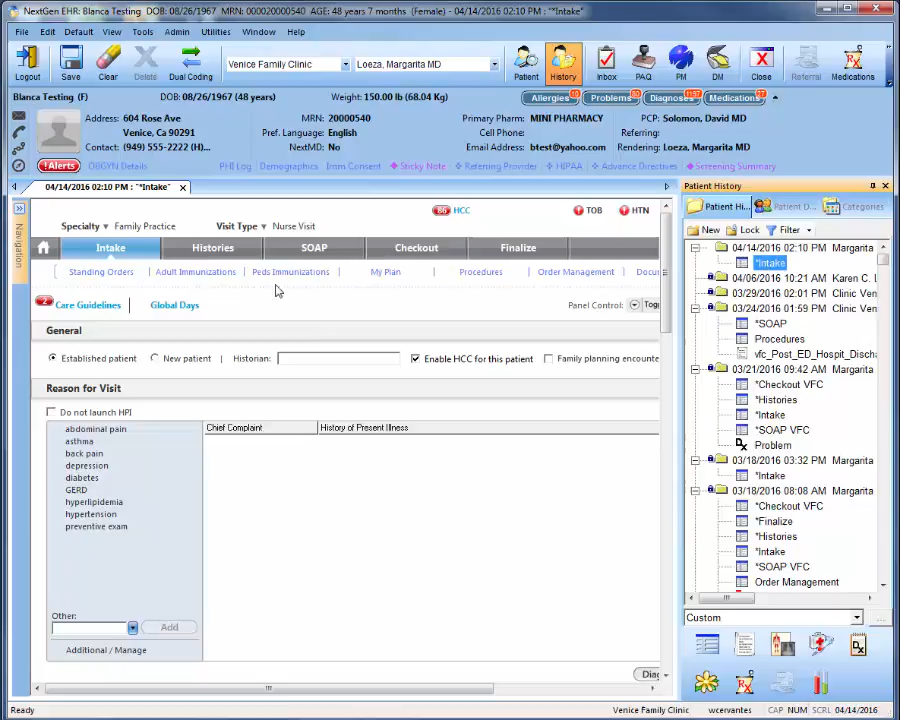 NextGen EHR: Blanca Testing DOB: 08/26/1967 MRN: 000020000540 AGE: 48 years 7 months (Female) - 04/14/2016 02:10 PM : "*Intake"
File Edit Default View Tools Admin Utilities Window Help
Logout Save Clear Delete Dual Coding Venice Family Clinic Loeza, Margarita MD Patient History Inbox PAQ PM DM Close Referral Medications
Blanca Testing (F) DOB: 08/26/1967 (48 years) Weight: 150.00 lb (68.04 Kg) Allergies Problems Diagnoses Medications
Address: 604 Rose Ave MRN: 20000540 Primary Pharm: MINI PHARMACY PCP: Solomon, David MD
Venice, Ca 90291 Pref. Language: English Cell Phone: Referring:
Contact: (949) 555-2222 (H)... NextMD: No Email Address: btest@yahoo.com Rendering: Loeza, Margarita MD
Alerts OBGYN Details PHI Log Demographics from Consent Sticky Note Referring Provider HIPAA Advance Directives Screening Summary
04/14/2016 02:10 PM : "*Intake"
Navigation
Specialty Family Practice Visit Type Nurse Visit 86 HCC TOB HTN
Intake Histories SOAP Checkout Finalize
Standing Orders Adult Immunizations Peds Immunizations My Plan Procedures Order Management Docu
2 Care Guidelines Global Days Panel Control: Togg
General
Established patient New patient Historian: Enable HCC for this patient Family planning encounte
Reason for Visit
Do not launch HPI
Chief Complaint History of Present Illness
abdominal pain
asthma
back pain
depression
diabetes
GERD
hyperlipidemia
hypertension
preventive exam
Other:
Add
Additional / Manage
Diag
Patient History
Patient Hi... Patient D... Categories
New Lock Filter
04/14/2016 02:10 PM Margarita
*Intake
04/06/2016 10:21 AM Karen C. L
03/29/2016 02:01 PM Clinic Ven
03/24/2016 01:59 PM Clinic Ven
*SOAP
Procedures
vfc_Post_ED_Hospit_Disch
03/21/2016 09:42 AM Margarita
*Checkout VFC
*Histories
*Intake
*SOAP VFC
Problem
03/18/2016 03:32 PM Margarita
*Intake
03/18/2016 08:08 AM Margarita
*Checkout VFC
*Finalize
*Histories
*Intake
*SOAP VFC
Order Management
Custom
Ready Venice Family Clinic wcervantes CAP NUM SCRL 04/14/2016